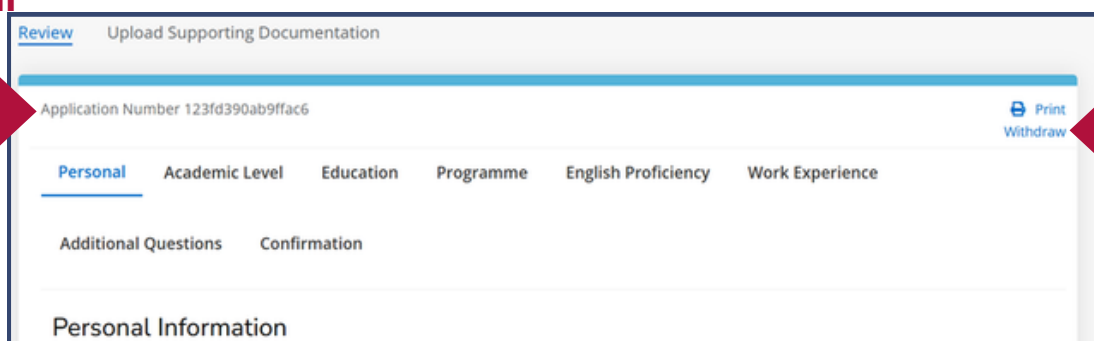 Review Upload Supporting Documentation
Application Number 123fd390ab9ffac6 Print
Withdraw
Personal Academic Level Education Programme English Proficiency Work Experience
Additional Questions Confirmation
Personal Information